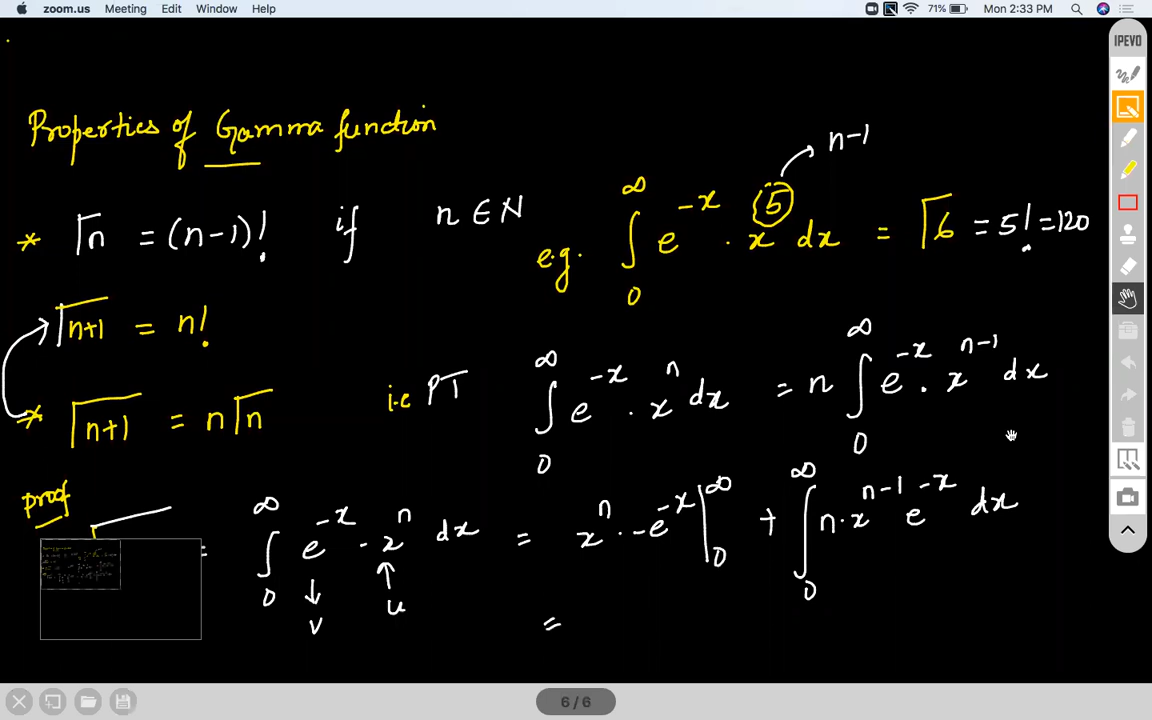 zoom.us Meeting Edit Window Help 71% Mon 2:33 PM
IPEVO
Properties of Gamma function
n-1
* Γn = (n-1)! if n ∈ N e.g. ∫₀^∞ e^{-x} · x^5 dx = Γ6 = 5! = 120
Γn+1 = n!
* Γn+1 = n Γn i.e PT ∫₀^∞ e^{-x} · x^n dx = n ∫₀^∞ e^{-x} · x^{n-1} dx
proof
= ∫₀^∞ e^{-x} · x^n dx = x^n · -e^{-x} |₀^∞ + ∫₀^∞ n · x^{n-1} e^{-x} dx
v u
=
6/6